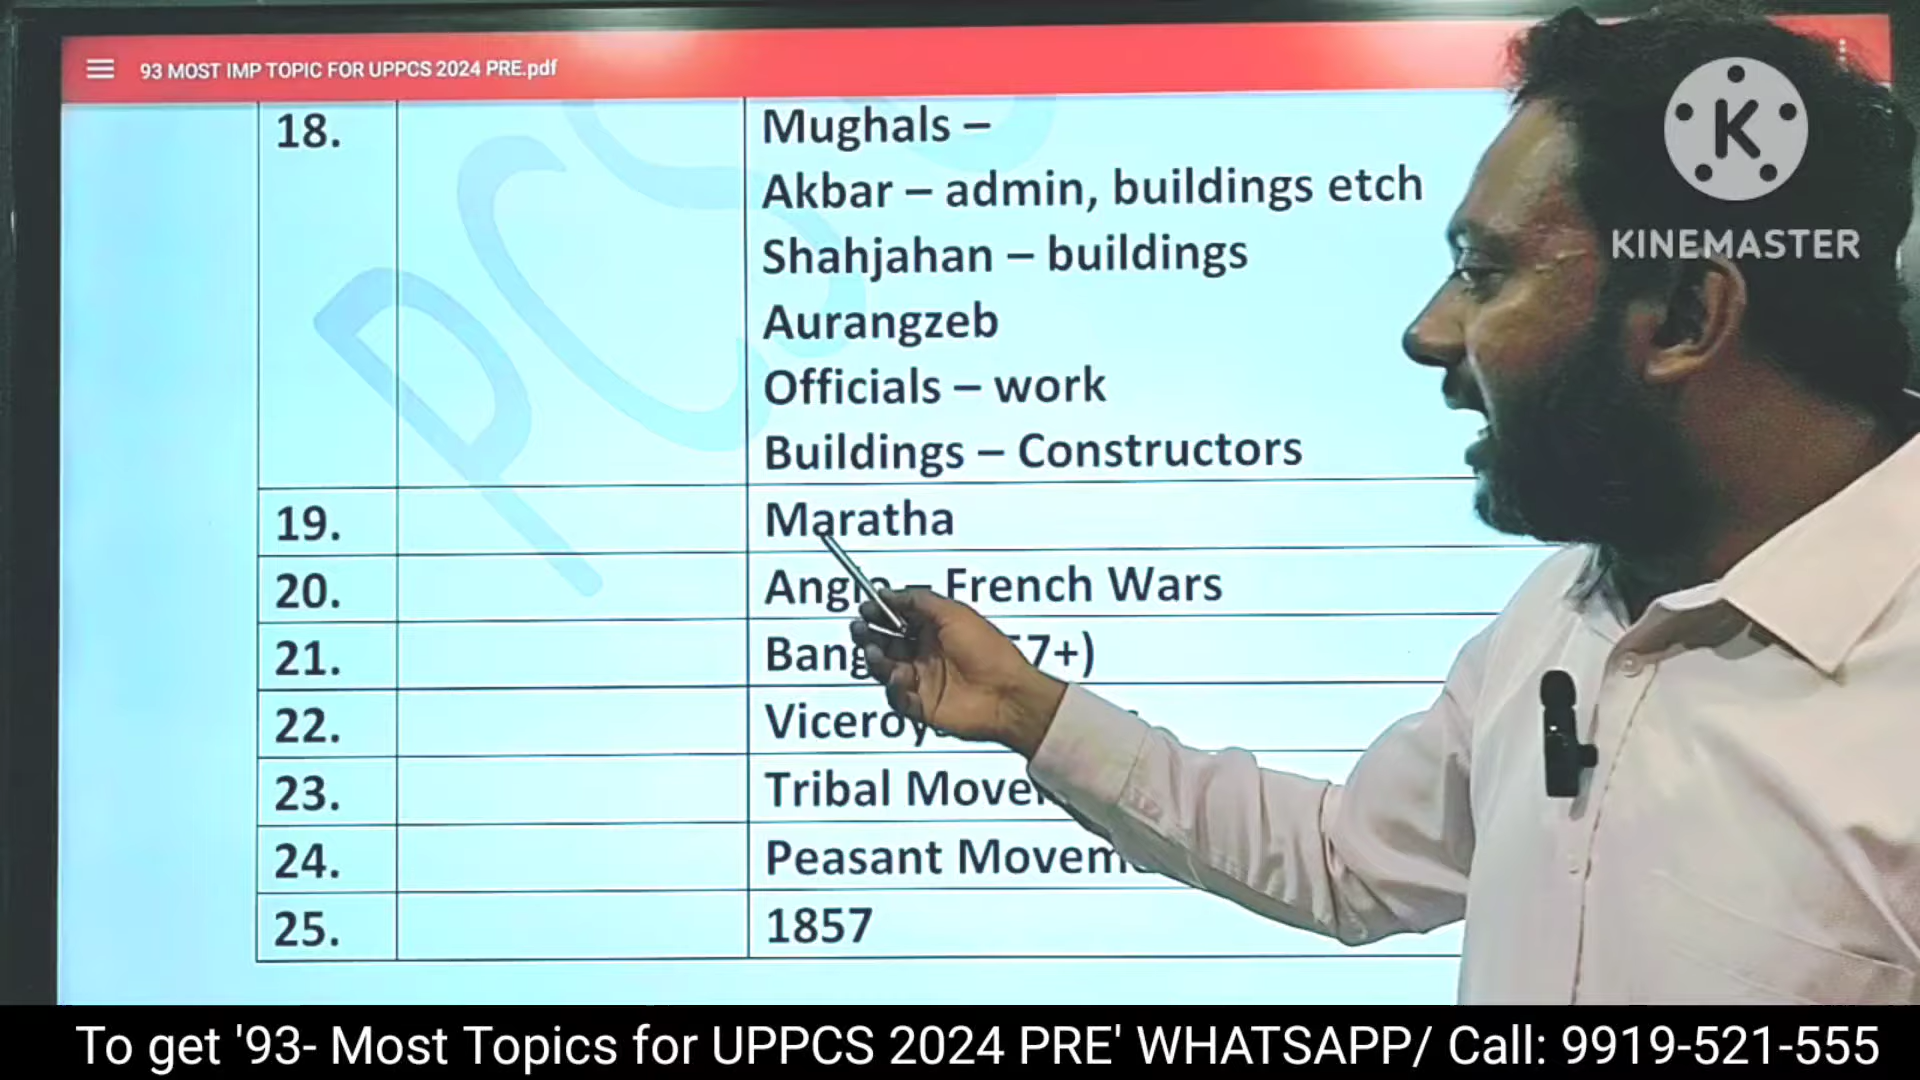 93 MOST IMP TOPIC FOR UPPCS 2024 PRE.pdf
K
KINEMASTER
PCS
18.
Mughals –
Akbar – admin, buildings etch
Shahjahan – buildings
Aurangzeb
Officials – work
Buildings – Constructors
19. Maratha
20. – French Wars
21. 7+)
22.
23. Tribal
24. Peasant
25. 1857
To get '93- Most Topics for UPPCS 2024 PRE' WHATSAPP/ Call: 9919-521-555